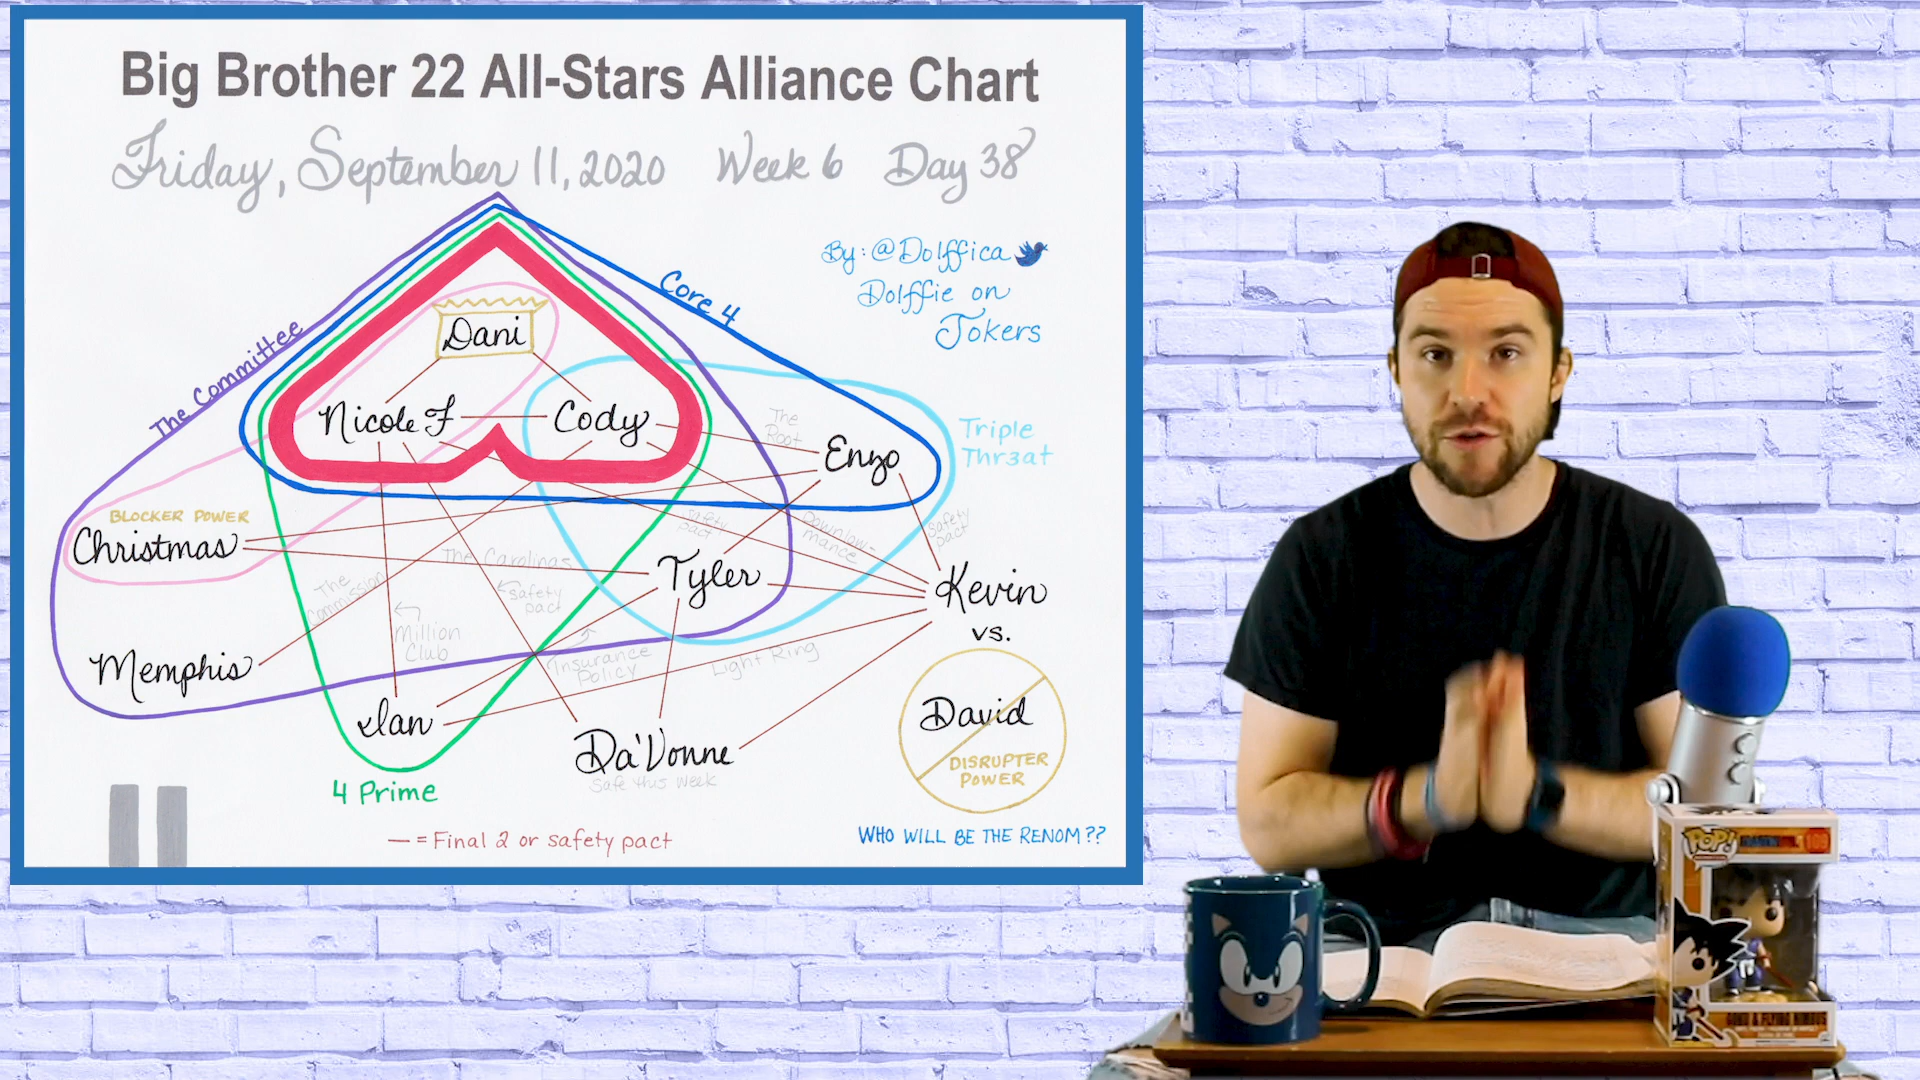 Big Brother 22 All-Stars Alliance Chart
Friday, September 11, 2020 Week 6 Day 38
By: @Dolffica
Dolffie on
Jokers
Core 4
The Committee
Dani
Nicole F
Cody
The
Root
Enzo
Triple
Thr3at
BLOCKER POWER
Christmas
safety
pact
Downlow-
mance
safety
pact
The Carolinas
Tyler
Kevin
vs.
The
Commission
safety
pact
Million
Club
Insurance
Policy
Light Ring
Memphis
Ian
Da'Vonne
safe this week
David
DISRUPTER
POWER
4 Prime
— = Final 2 or safety pact
WHO WILL BE THE RENOM??
POP!
GOKU & FLYING NIMBUS